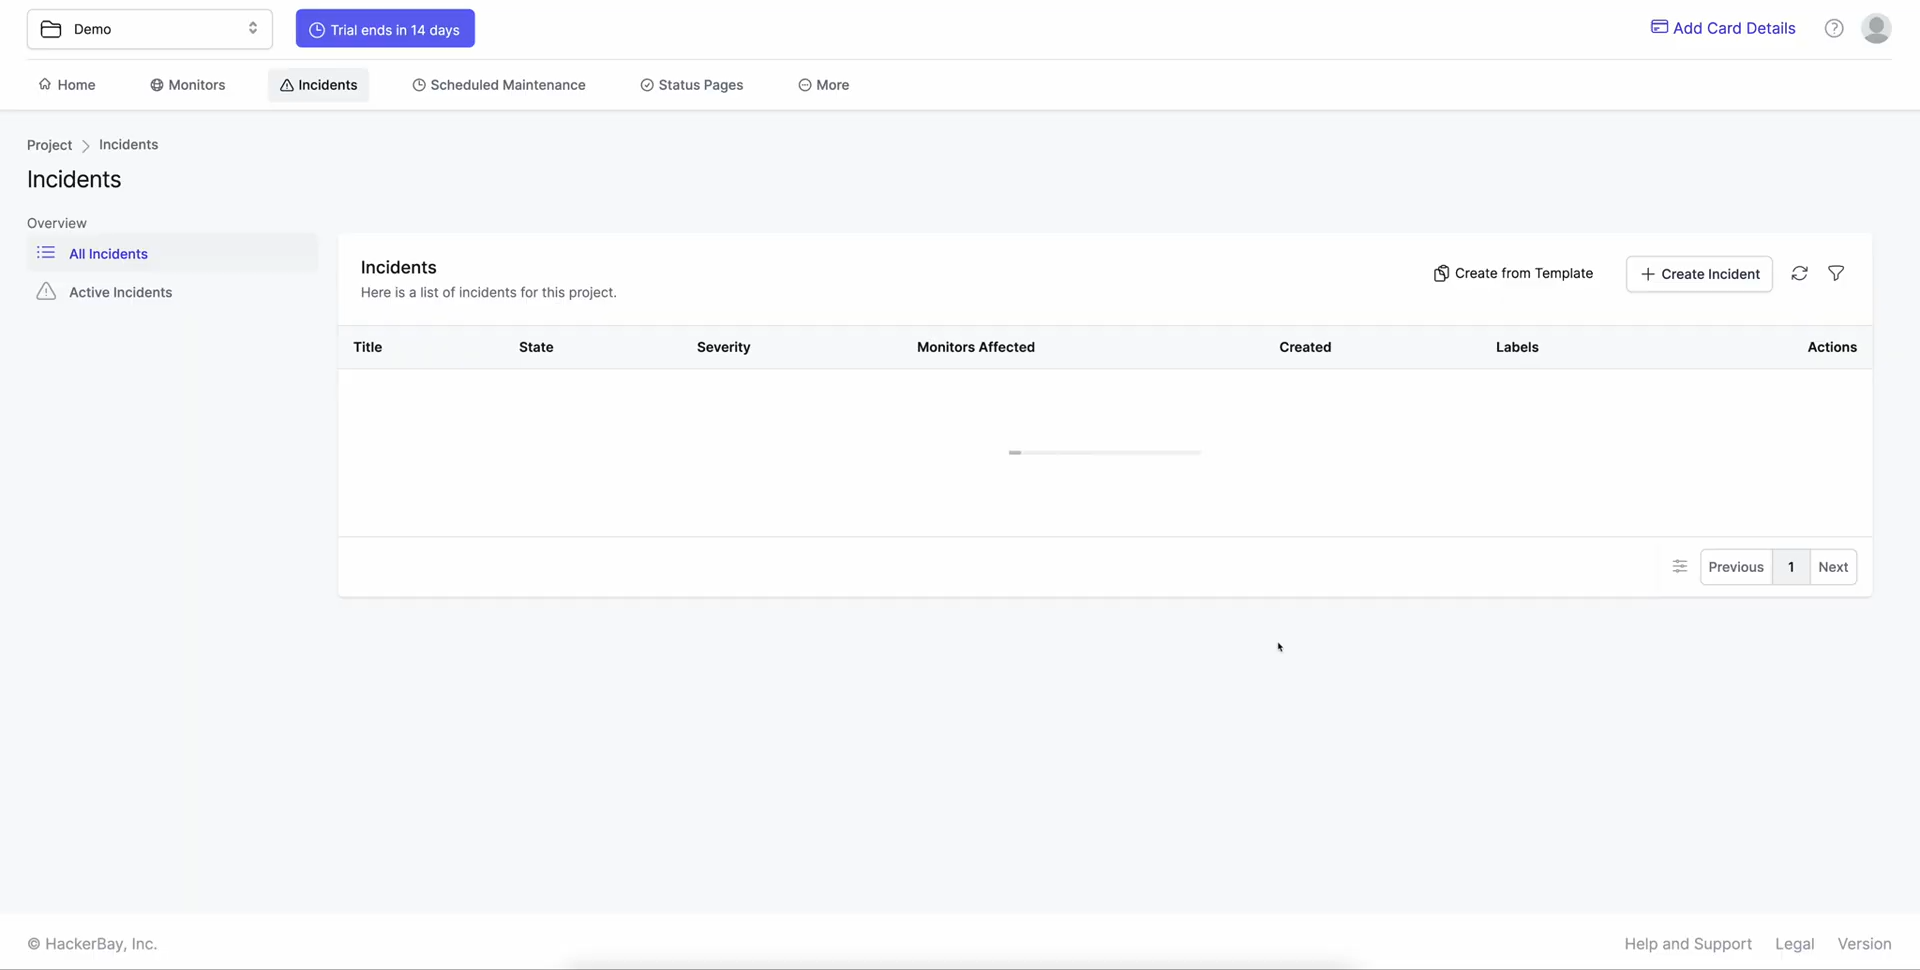 Demo
Trial ends in 14 days
Add Card Details
Home
Monitors
Incidents
Scheduled Maintenance
Status Pages
More
Project
Incidents
Incidents
Overview
All Incidents
Active Incidents
Incidents
Here is a list of incidents for this project.
Create from Template
Create Incident
Title State Severity Monitors Affected Created Labels Actions
Previous 1 Next
© HackerBay, Inc.
Help and Support Legal Version